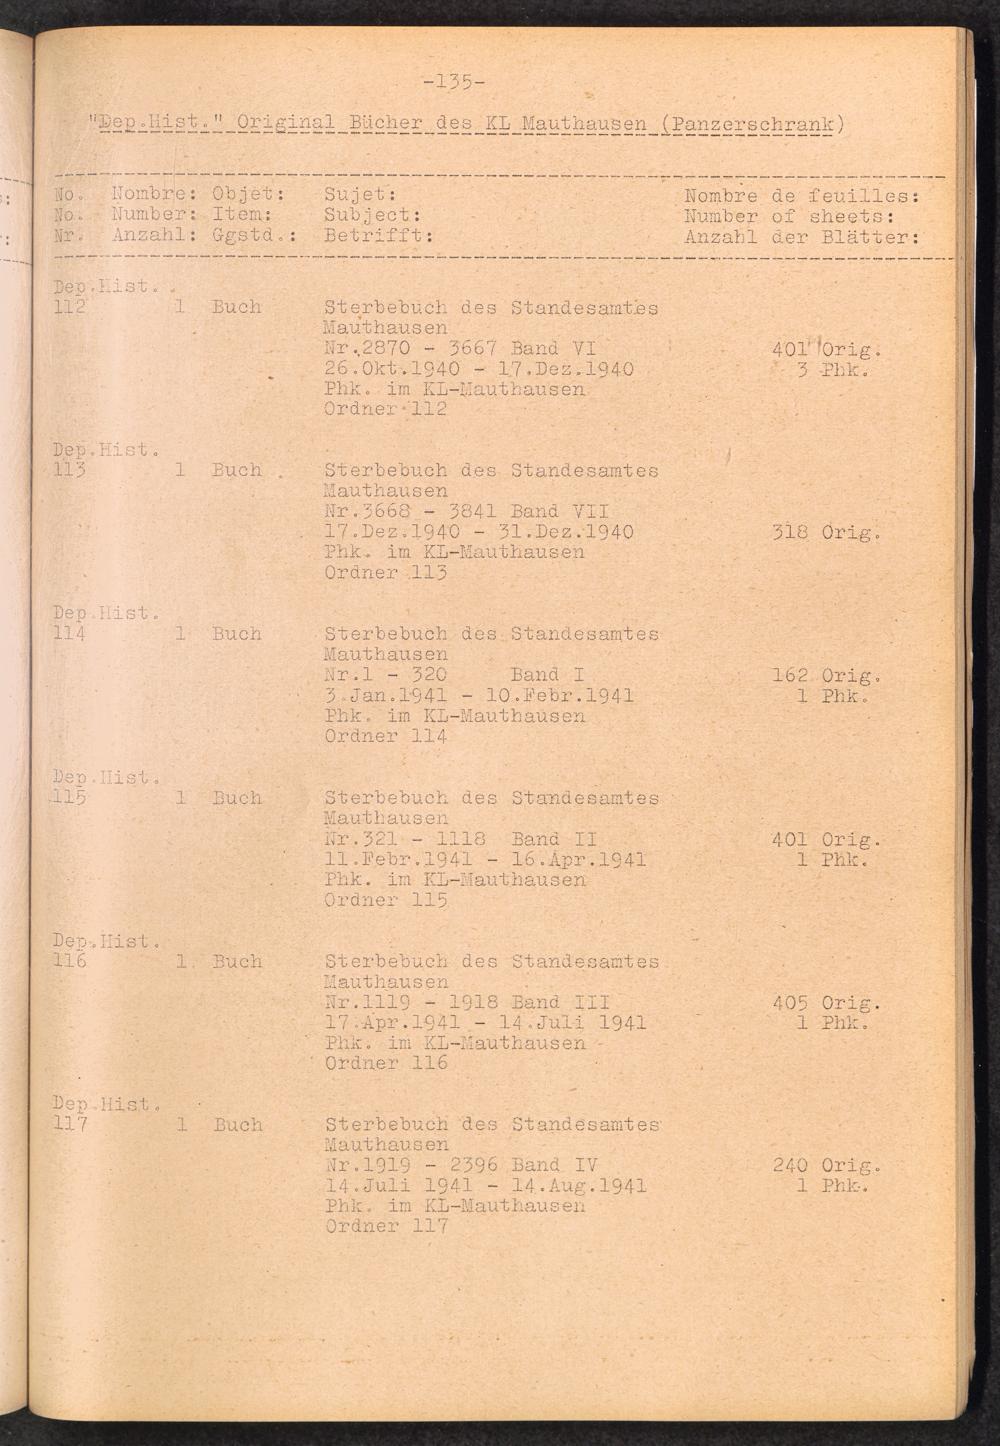 -135-
"Dep.Hist." Original Bücher des KL Mauthausen (Panzerschrank)
No. Nombre: Objet: Sujet: Nombre de feuilles:
No. Number: Item: Subject: Number of sheets:
Nr. Anzahl: Ggstd.: Betrifft: Anzahl der Blätter:
Dep.Hist.
112 1 Buch Sterbebuch des Standesamtes
Mauthausen
Nr.2870 - 3667 Band VI 401 Orig.
26.Okt.1940 - 17.Dez.1940 3 Phk.
Phk. im KL-Mauthausen
Ordner 112
Dep.Hist.
113 1 Buch Sterbebuch des Standesamtes
Mauthausen
Nr.3668 - 3841 Band VII
17.Dez.1940 - 31.Dez.1940 318 Orig.
Phk. im KL-Mauthausen
Ordner 113
Dep.Hist.
114 1 Buch Sterbebuch des Standesamtes
Mauthausen
Nr.1 - 320 Band I 162 Orig.
3.Jan.1941 - 10.Febr.1941 1 Phk.
Phk. im KL-Mauthausen
Ordner 114
Dep.Hist.
115 1 Buch Sterbebuch des Standesamtes
Mauthausen
Nr.321 - 1118 Band II 401 Orig.
11.Febr.1941 - 16.Apr.1941 1 Phk.
Phk. im KL-Mauthausen
Ordner 115
Dep.Hist.
116 1 Buch Sterbebuch des Standesamtes
Mauthausen
Nr.1119 - 1918 Band III 405 Orig.
17.Apr.1941 - 14.Juli 1941 1 Phk.
Phk. im KL-Mauthausen
Ordner 116
Dep.Hist.
117 1 Buch Sterbebuch des Standesamtes
Mauthausen
Nr.1919 - 2396 Band IV 240 Orig.
14.Juli 1941 - 14.Aug.1941 1 Phk.
Phk. im KL-Mauthausen
Ordner 117